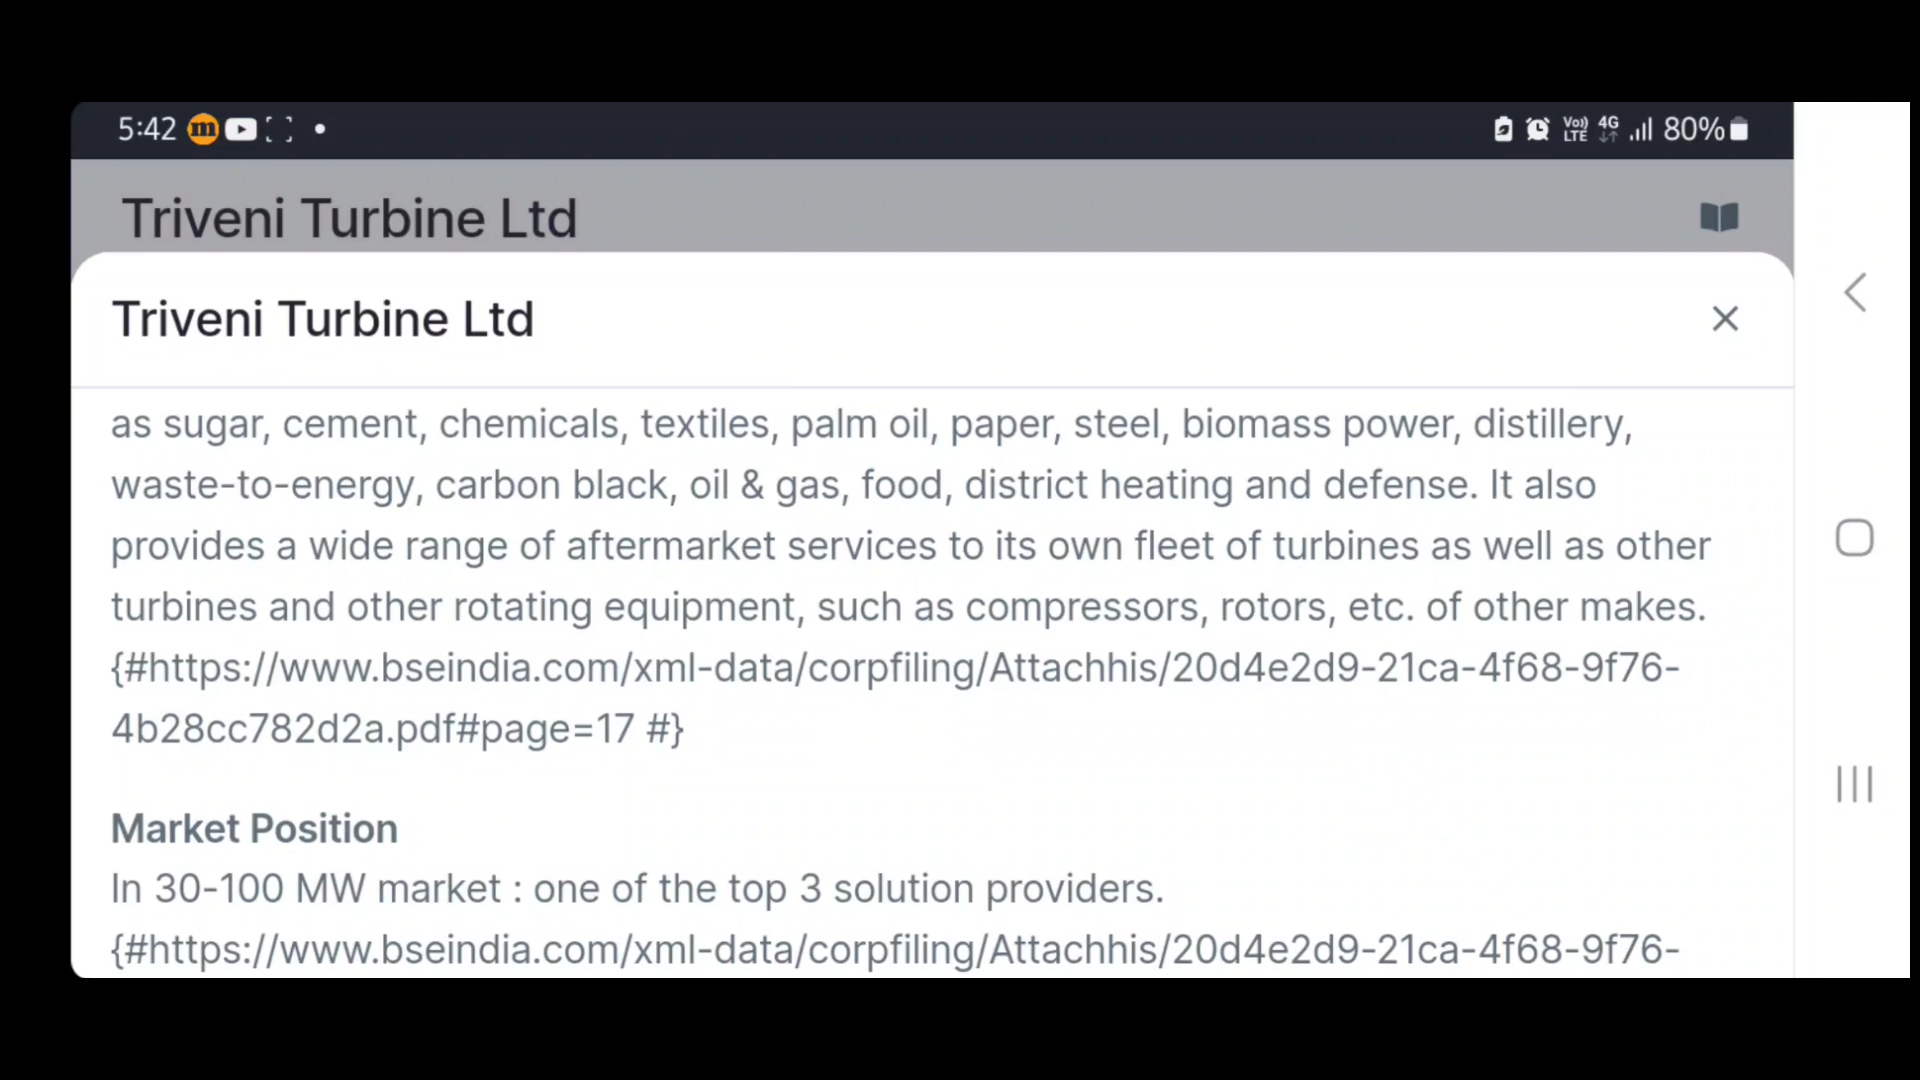 5:42 m Vo)) LTE 4G 80%
Triveni Turbine Ltd
Triveni Turbine Ltd
as sugar, cement, chemicals, textiles, palm oil, paper, steel, biomass power, distillery,
waste-to-energy, carbon black, oil & gas, food, district heating and defense. It also
provides a wide range of aftermarket services to its own fleet of turbines as well as other
turbines and other rotating equipment, such as compressors, rotors, etc. of other makes.
{#https://www.bseindia.com/xml-data/corpfiling/Attachhis/20d4e2d9-21ca-4f68-9f76-
4b28cc782d2a.pdf#page=17 #}
Market Position
In 30-100 MW market : one of the top 3 solution providers.
{#https://www.bseindia.com/xml-data/corpfiling/Attachhis/20d4e2d9-21ca-4f68-9f76-